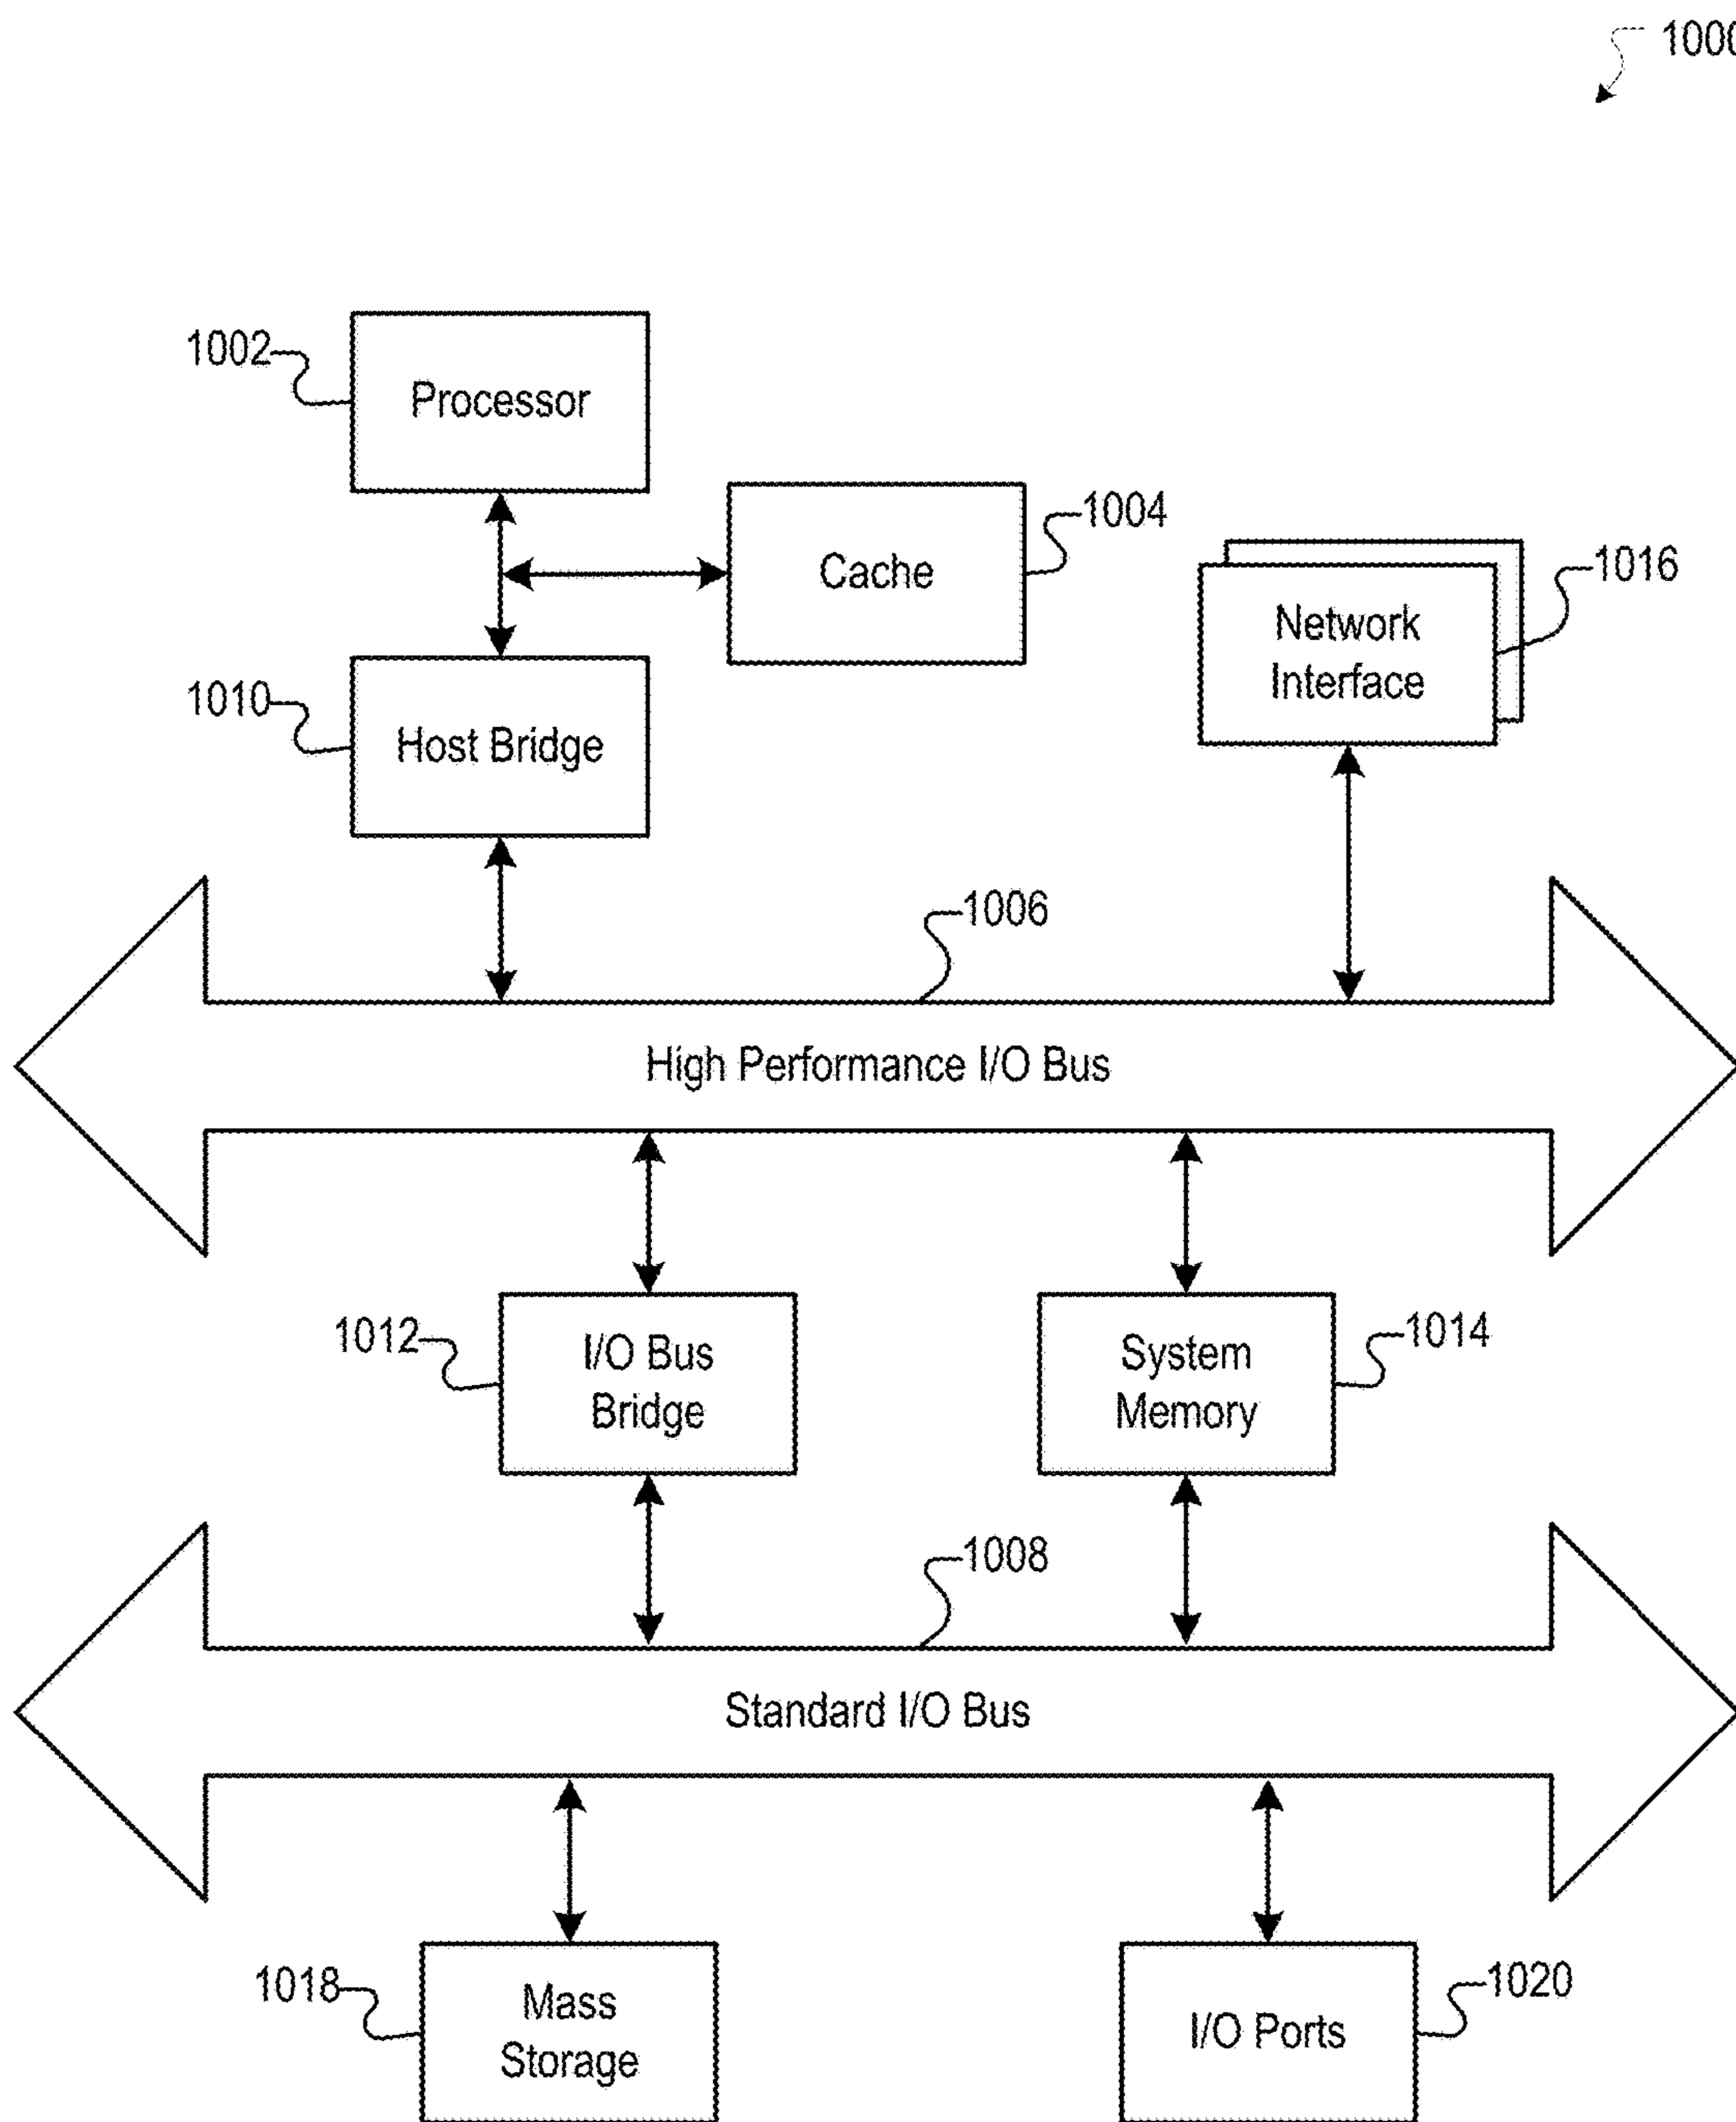 1000
1002
Processor
1004
Cache
1016
Network
Interface
1010
Host Bridge
1006
High Performance I/O Bus
1012
I/O Bus
Bridge
System
Memory
1014
1008
Standard I/O Bus
1018
Mass
Storage
I/O Ports
1020